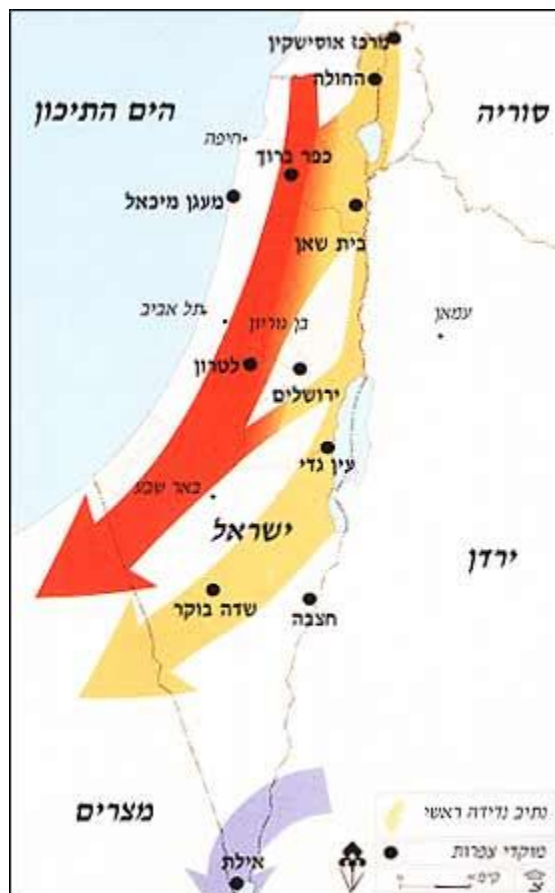 מרכז אוסישקין
החולה
סוריה
הים התיכון
חיפה
כפר ברוך
מעגן מיכאל
בית שאן
תל אביב
בן גוריון
עמאן
לטרון
ירושלים
עין גדי
באר שבע
ישראל
ירדן
שדה בוקר
חצבה
מצרים
נתיב נדידה ראשי
מוקדי צפרות
אילת
0